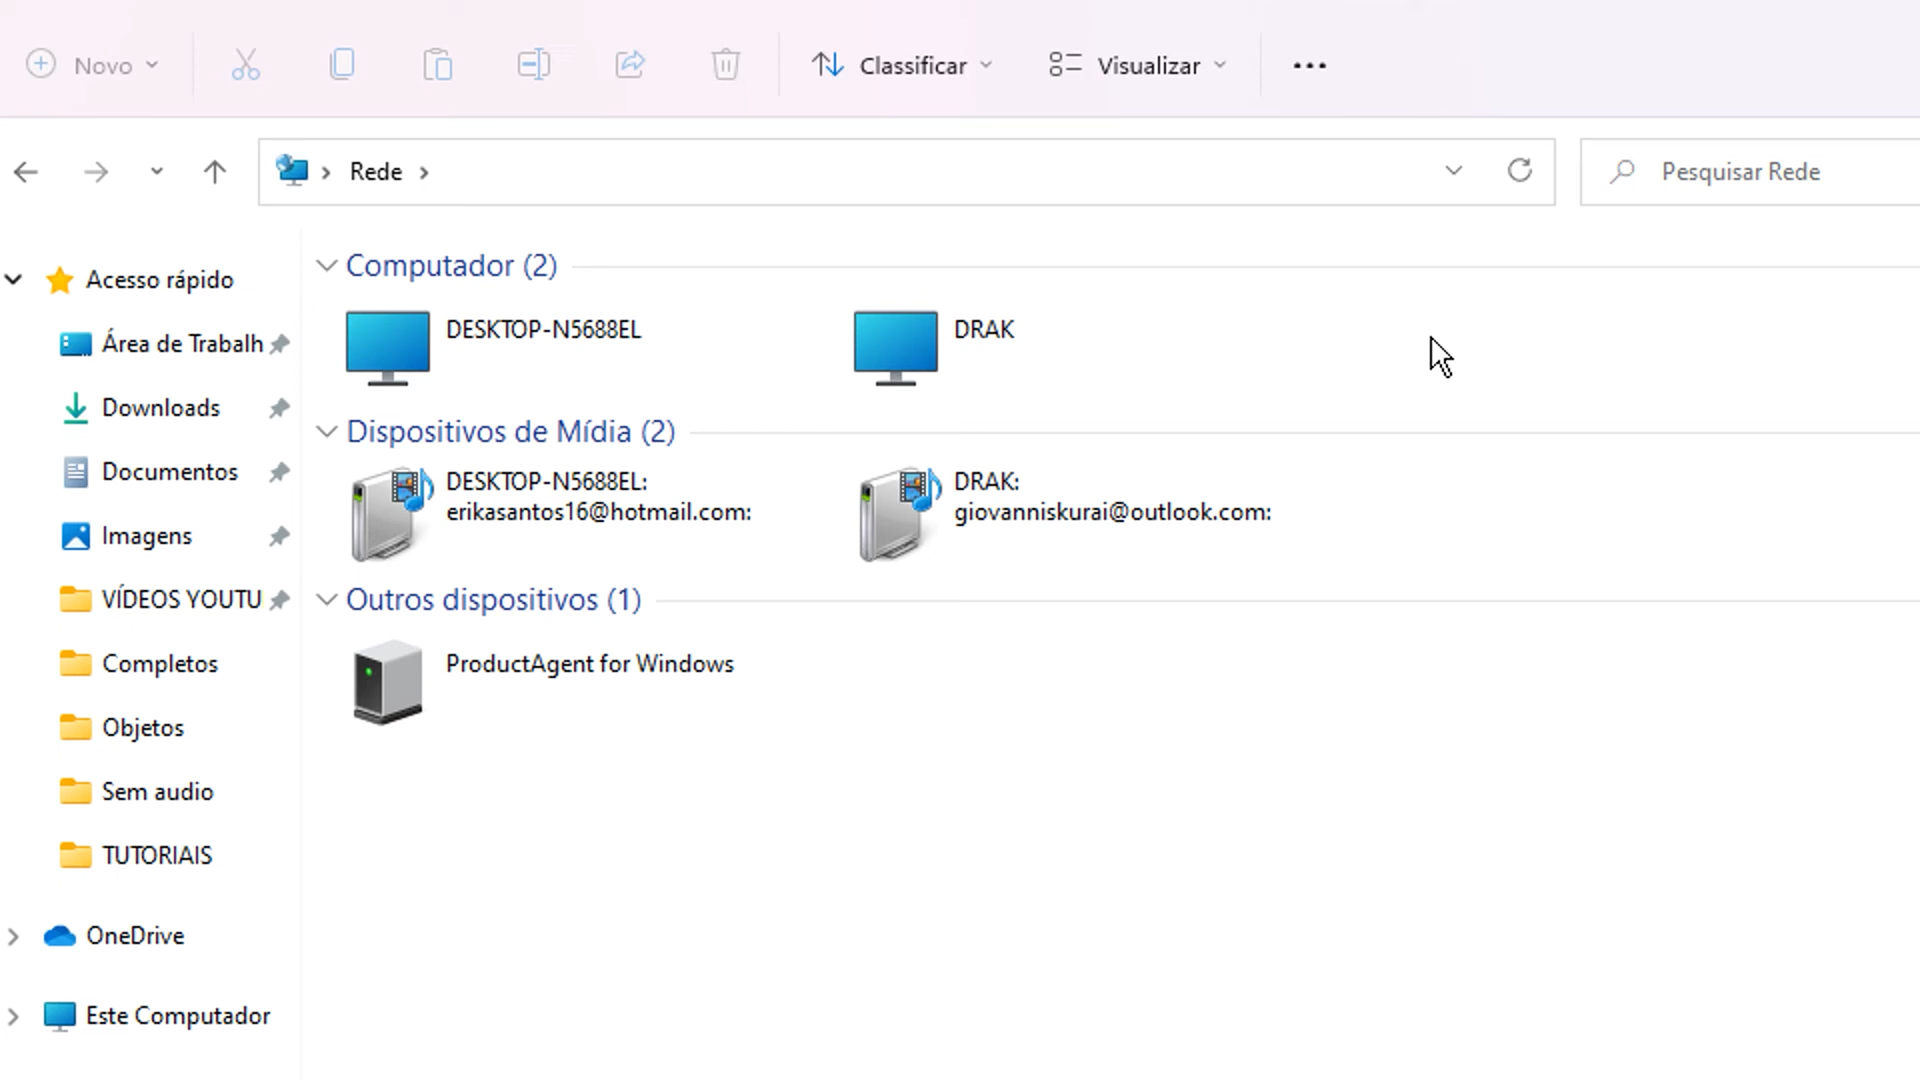 Novo
Classificar
Visualizar
Rede
Pesquisar Rede
Acesso rápido
Área de Trabalh
Downloads
Documentos
Imagens
VÍDEOS YOUTU
Completos
Objetos
Sem audio
TUTORIAIS
OneDrive
Este Computador
Computador (2)
DESKTOP-N5688EL
DRAK
Dispositivos de Mídia (2)
DESKTOP-N5688EL:
erikasantos16@hotmail.com:
DRAK:
giovanniskurai@outlook.com:
Outros dispositivos (1)
ProductAgent for Windows